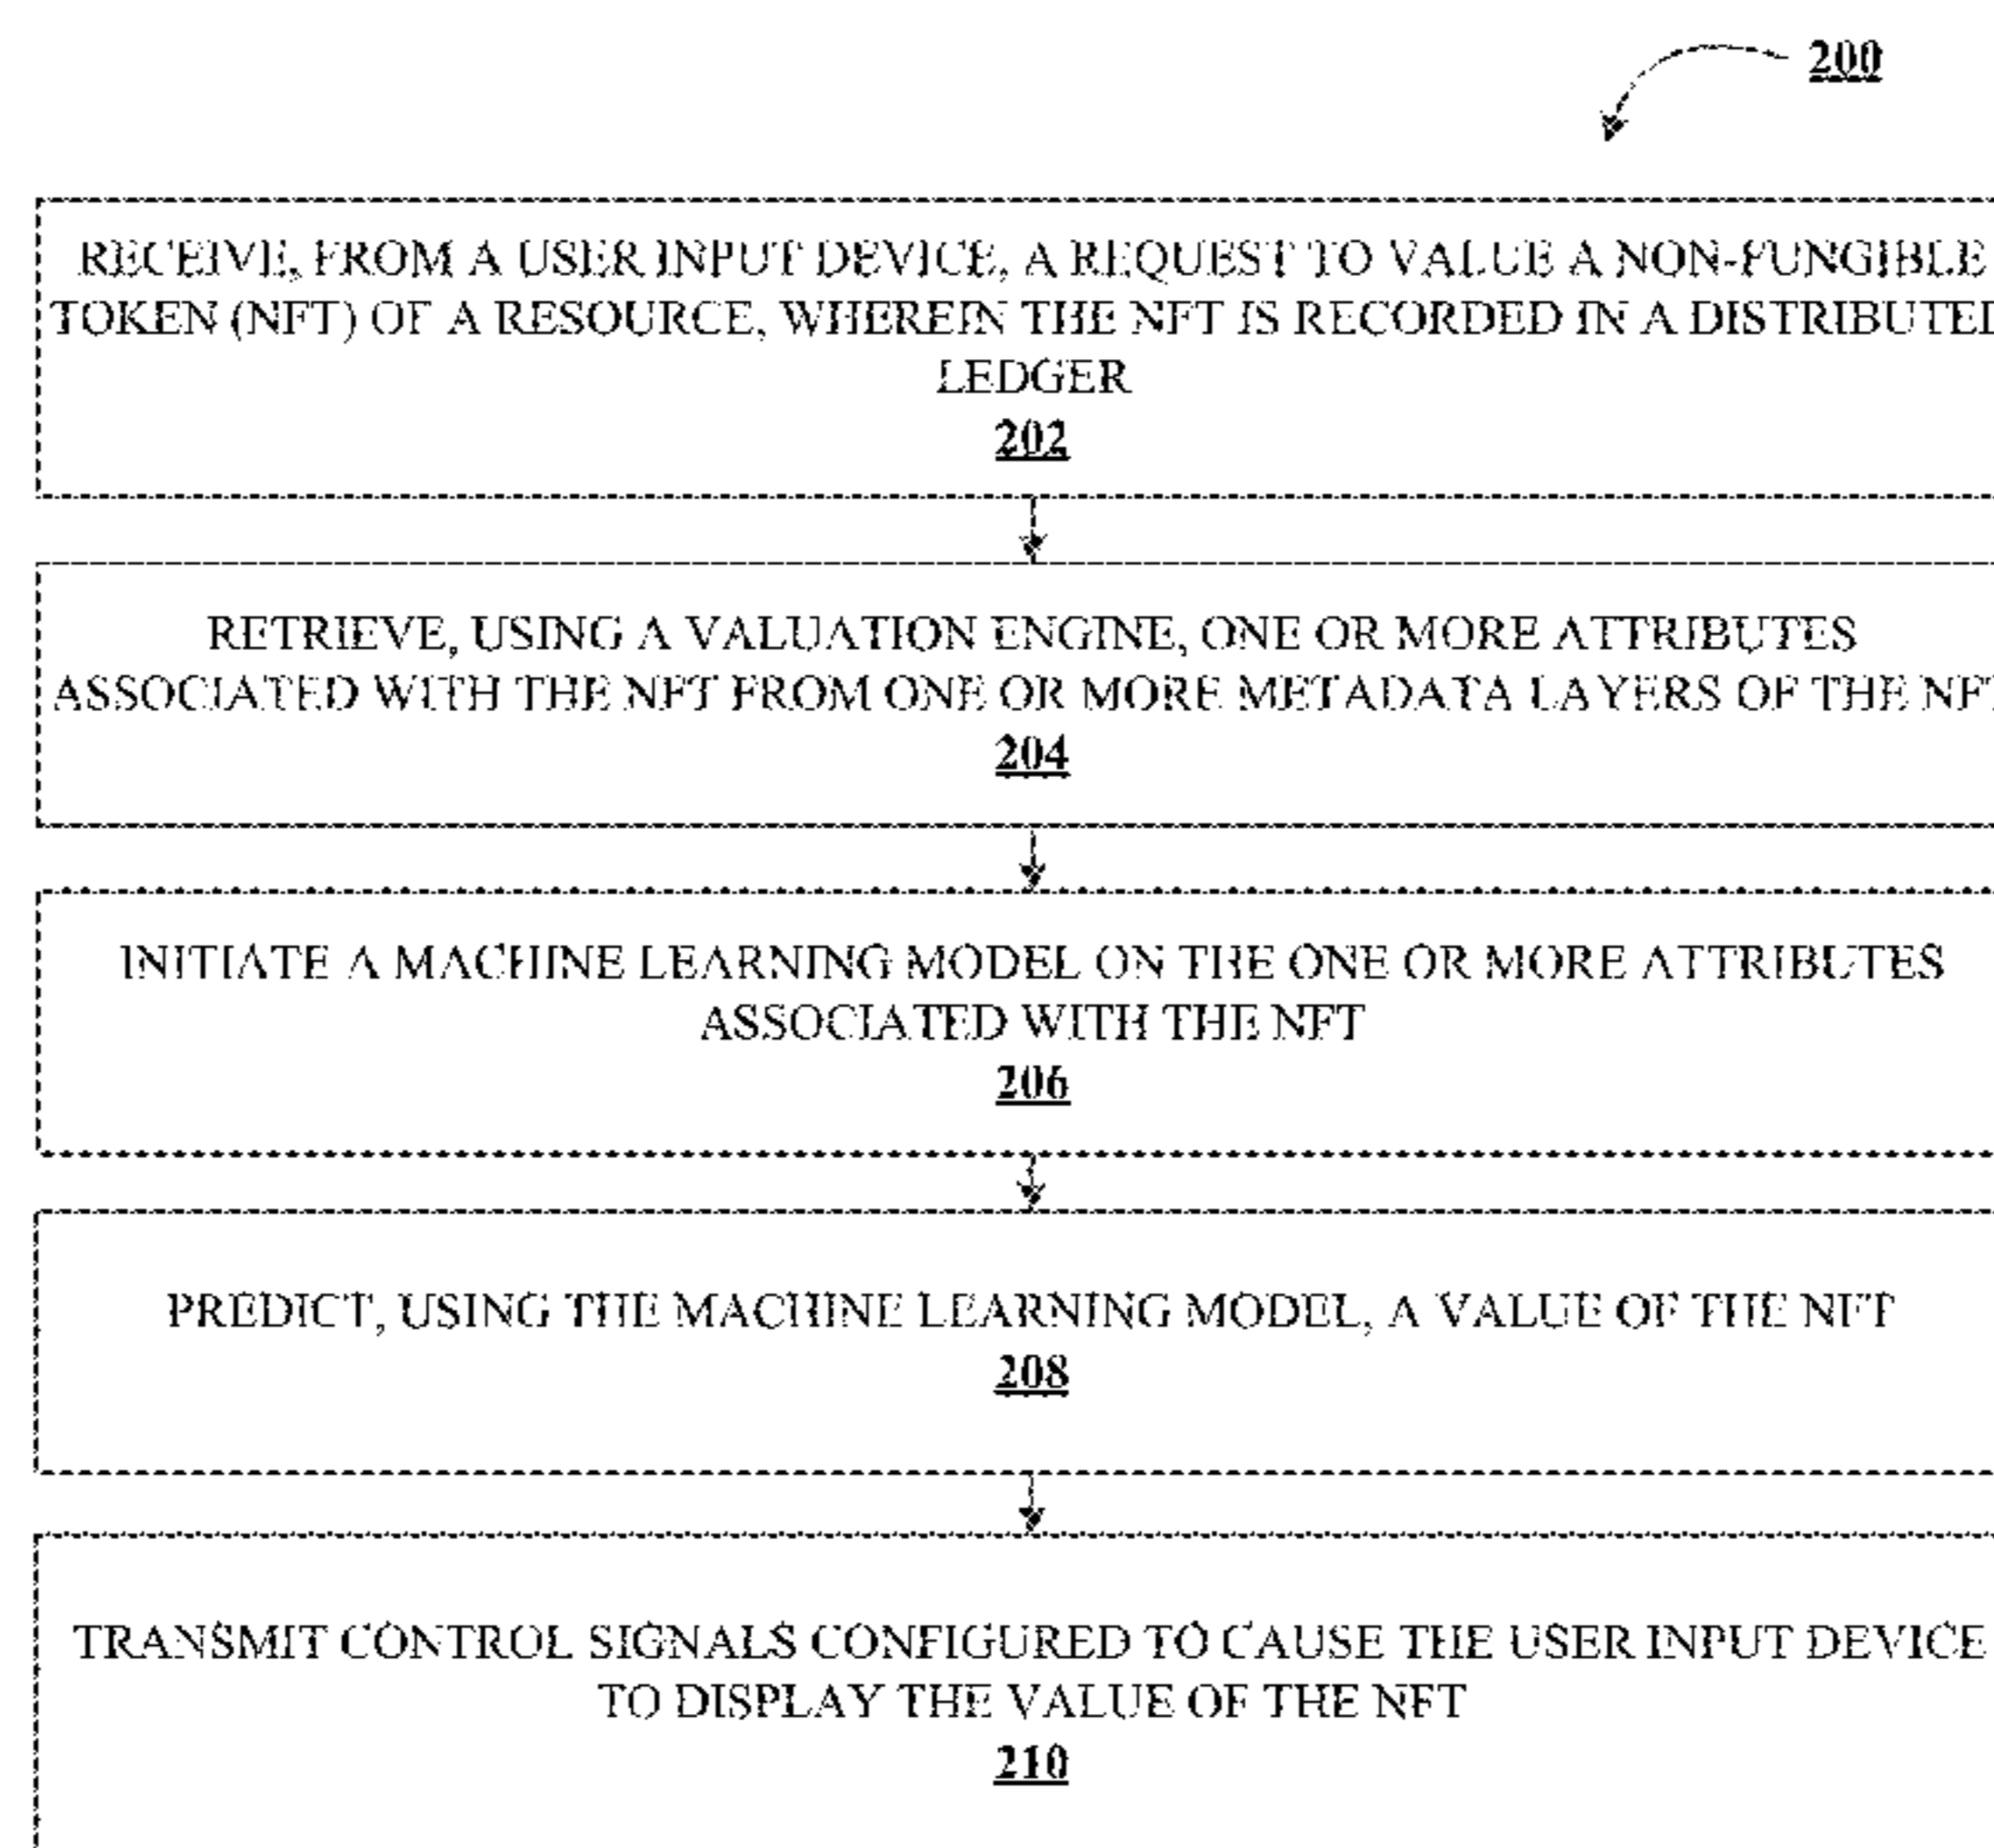 200
RECEIVE, FROM A USER INPUT DEVICE, A REQUEST TO VALUE A NON-FUNGIBLE
TOKEN (NFT) OF A RESOURCE, WHEREIN THE NFT IS RECORDED IN A DISTRIBUTED
LEDGER
202
RETRIEVE, USING A VALUATION ENGINE, ONE OR MORE ATTRIBUTES
ASSOCIATED WITH THE NFT FROM ONE OR MORE METADATA LAYERS OF THE NFT
204
INITIATE A MACHINE LEARNING MODEL ON THE ONE OR MORE ATTRIBUTES
ASSOCIATED WITH THE NFT
206
PREDICT, USING THE MACHINE LEARNING MODEL, A VALUE OF THE NFT
208
TRANSMIT CONTROL SIGNALS CONFIGURED TO CAUSE THE USER INPUT DEVICE
TO DISPLAY THE VALUE OF THE NFT
210